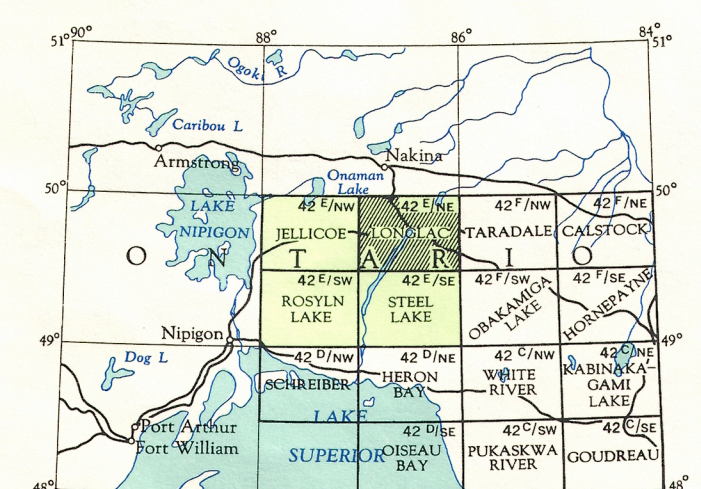 51° 90° 88° 86° 84° 51°
Ogoki R
Caribou L
Armstrong
Nakina
Onaman
Lake
50° 50°
42 E/NW 42 E/NE 42 F/NW 42 F/NE
LAKE
NIPIGON
JELLICOE LONGLAC TARADALE CALSTOCK
O N T A R I O
42 E/SW 42 E/SE 42 F/SW 42 F/SE
ROSYLN
LAKE
STEEL
LAKE
OBAKAMIGA
LAKE
HORNEPAYNE
Nipigon
49° 49°
Dog L
42 D/NW 42 D/NE 42 C/NW 42 C/NE
SCHREIBER
HERON
BAY
WHITE
RIVER
KABINAKA-
GAMI
LAKE
LAKE
SUPERIOR
Port Arthur
Fort William
42 D/SE 42 C/SW 42 C/SE
OISEAU
BAY
PUKASKWA
RIVER
GOUDREAU
48° 48°